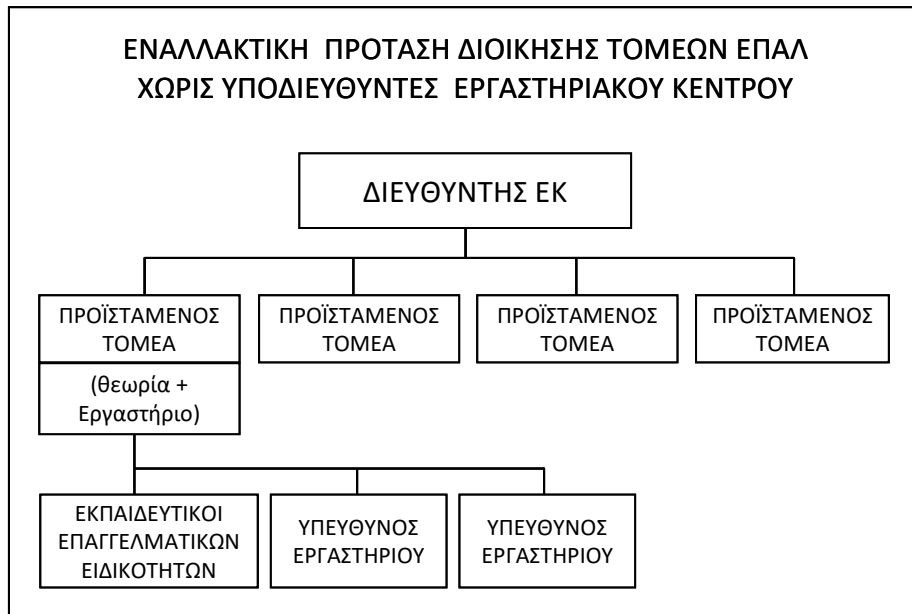 ΕΝΑΛΛΑΚΤΙΚΗ ΠΡΟΤΑΣΗ ΔΙΟΙΚΗΣΗΣ ΤΟΜΕΩΝ ΕΠΑΛ
ΧΩΡΙΣ ΥΠΟΔΙΕΥΘΥΝΤΕΣ ΕΡΓΑΣΤΗΡΙΑΚΟΥ ΚΕΝΤΡΟΥ
ΔΙΕΥΘΥΝΤΗΣ ΕΚ
ΠΡΟΪΣΤΑΜΕΝΟΣ
ΤΟΜΕΑ
(θεωρία +
Εργαστήριο)
ΠΡΟΪΣΤΑΜΕΝΟΣ
ΤΟΜΕΑ
ΠΡΟΪΣΤΑΜΕΝΟΣ
ΤΟΜΕΑ
ΠΡΟΪΣΤΑΜΕΝΟΣ
ΤΟΜΕΑ
ΕΚΠΑΙΔΕΥΤΙΚΟΙ
ΕΠΑΓΓΕΛΜΑΤΙΚΩΝ
ΕΙΔΙΚΟΤΗΤΩΝ
ΥΠΕΥΘΥΝΟΣ
ΕΡΓΑΣΤΗΡΙΟΥ
ΥΠΕΥΘΥΝΟΣ
ΕΡΓΑΣΤΗΡΙΟΥ